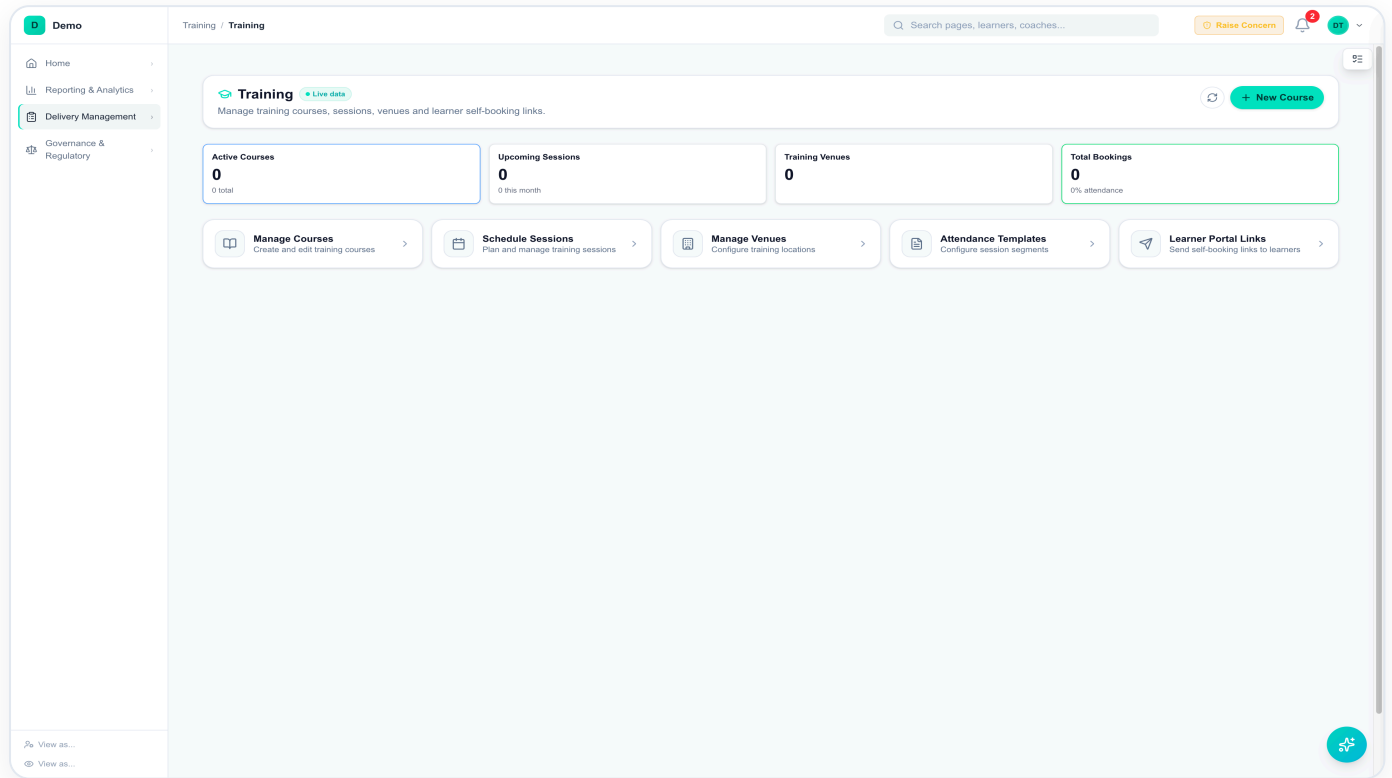 D Demo
Training / Training
Search pages, learners, coaches...
Raise Concern
2
DT
Home
Reporting & Analytics
Delivery Management
Governance &
Regulatory
Training
Live data
Manage training courses, sessions, venues and learner self-booking links.
+ New Course
Active Courses
0
0 total
Upcoming Sessions
0
0 this month
Training Venues
0
Total Bookings
0
0% attendance
Manage Courses
Create and edit training courses
Schedule Sessions
Plan and manage training sessions
Manage Venues
Configure training locations
Attendance Templates
Configure session segments
Learner Portal Links
Send self-booking links to learners
View as...
View as...